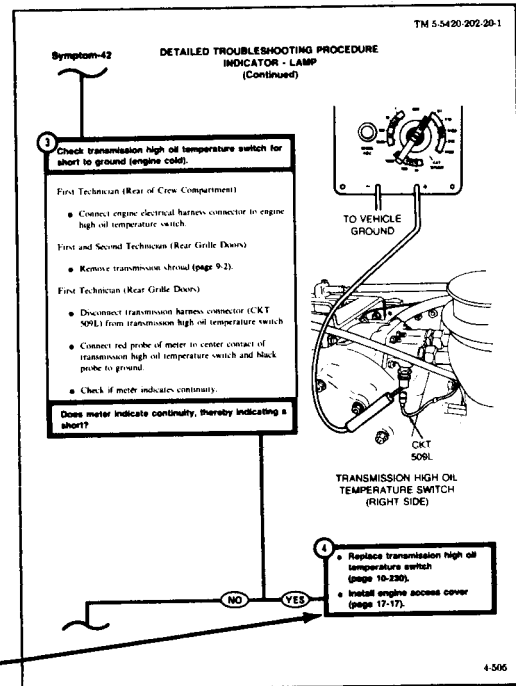 TM 5-5420-202-20-1
Symptom-42
DETAILED TROUBLESHOOTING PROCEDURE
INDICATOR - LAMP
(Continued)
3
Check transmission high oil temperature switch for
short to ground (engine cold).
First Technician (Rear of Crew Compartment)
• Connect engine electrical harness connector to engine
high oil temperature switch.
First and Second Technician (Rear Grille Doors)
• Remove transmission shroud (page 9-2).
First Technician (Rear Grille Doors)
• Disconnect transmission harness connector (CKT
509L) from transmission high oil temperature switch
• Connect red probe of meter to center contact of
transmission high oil temperature switch and black
probe to ground.
• Check if meter indicates continuity.
Does meter indicate continuity, thereby indicating a
short?
- +
TO VEHICLE
GROUND
CKT
509L
TRANSMISSION HIGH OIL
TEMPERATURE SWITCH
(RIGHT SIDE)
4
• Replace transmission high oil
temperature switch
(page 10-230).
• Install engine access cover
(page 17-17).
NO
YES
4-505